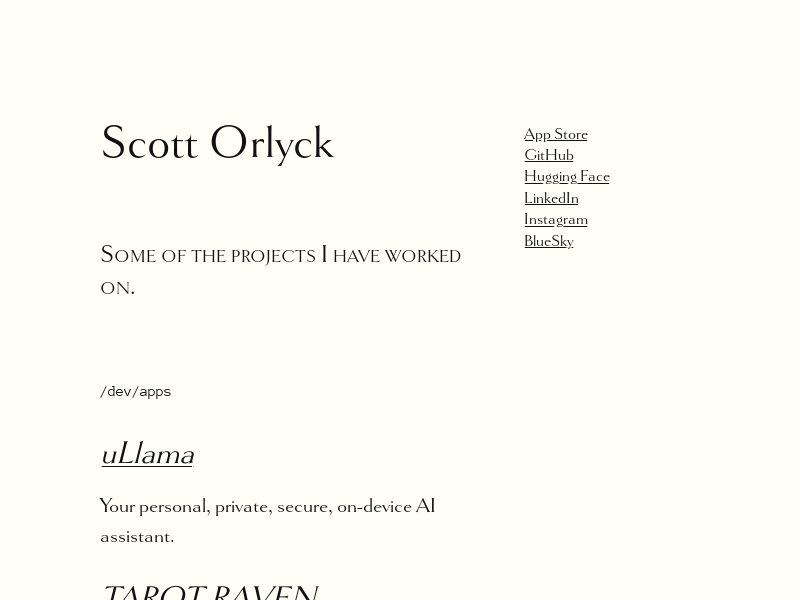 Scott Orlyck
App Store
GitHub
Hugging Face
LinkedIn
Instagram
BlueSky
Some of the projects I have worked
on.
/dev/apps
uLlama
Your personal, private, secure, on-device AI
assistant.
TAROT RAVEN